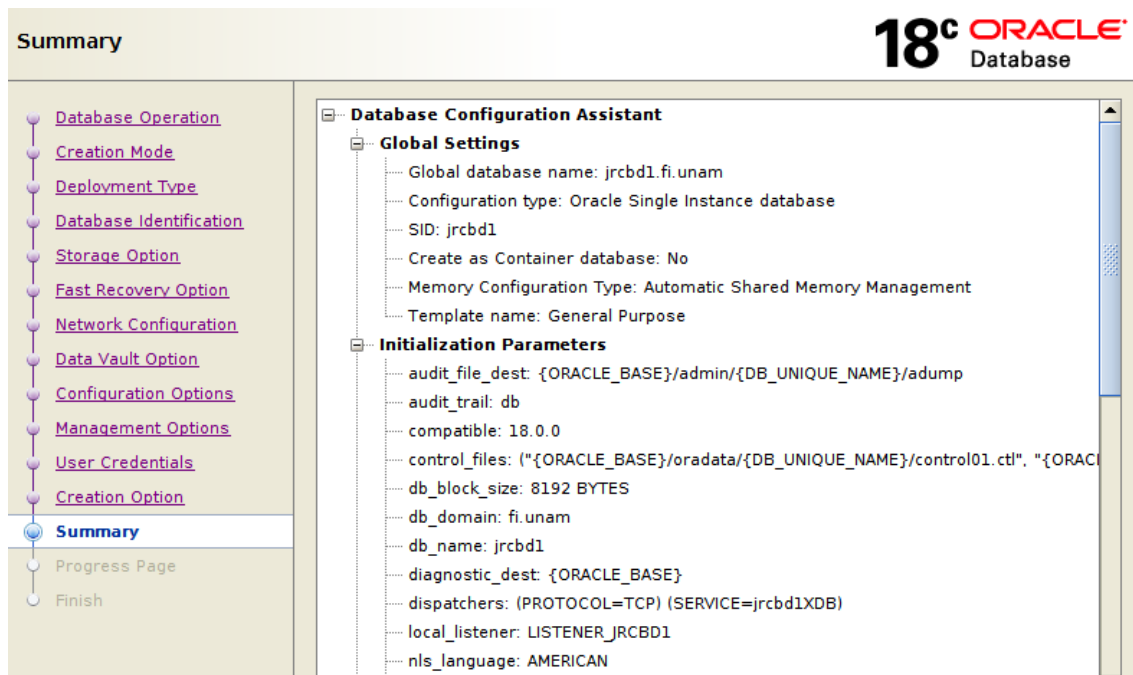 Summary
18c ORACLE
Database
Database Operation
Creation Mode
Deployment Type
Database Identification
Storage Option
Fast Recovery Option
Network Configuration
Data Vault Option
Configuration Options
Management Options
User Credentials
Creation Option
Summary
Progress Page
Finish
Database Configuration Assistant
Global Settings
Global database name: jrcbd1.fi.unam
Configuration type: Oracle Single Instance database
SID: jrcbd1
Create as Container database: No
Memory Configuration Type: Automatic Shared Memory Management
Template name: General Purpose
Initialization Parameters
audit_file_dest: {ORACLE_BASE}/admin/{DB_UNIQUE_NAME}/adump
audit_trail: db
compatible: 18.0.0
control_files: ("{ORACLE_BASE}/oradata/{DB_UNIQUE_NAME}/control01.ctl", "{ORACL
db_block_size: 8192 BYTES
db_domain: fi.unam
db_name: jrcbd1
diagnostic_dest: {ORACLE_BASE}
dispatchers: (PROTOCOL=TCP) (SERVICE=jrcbd1XDB)
local_listener: LISTENER_JRCBD1
nls_language: AMERICAN